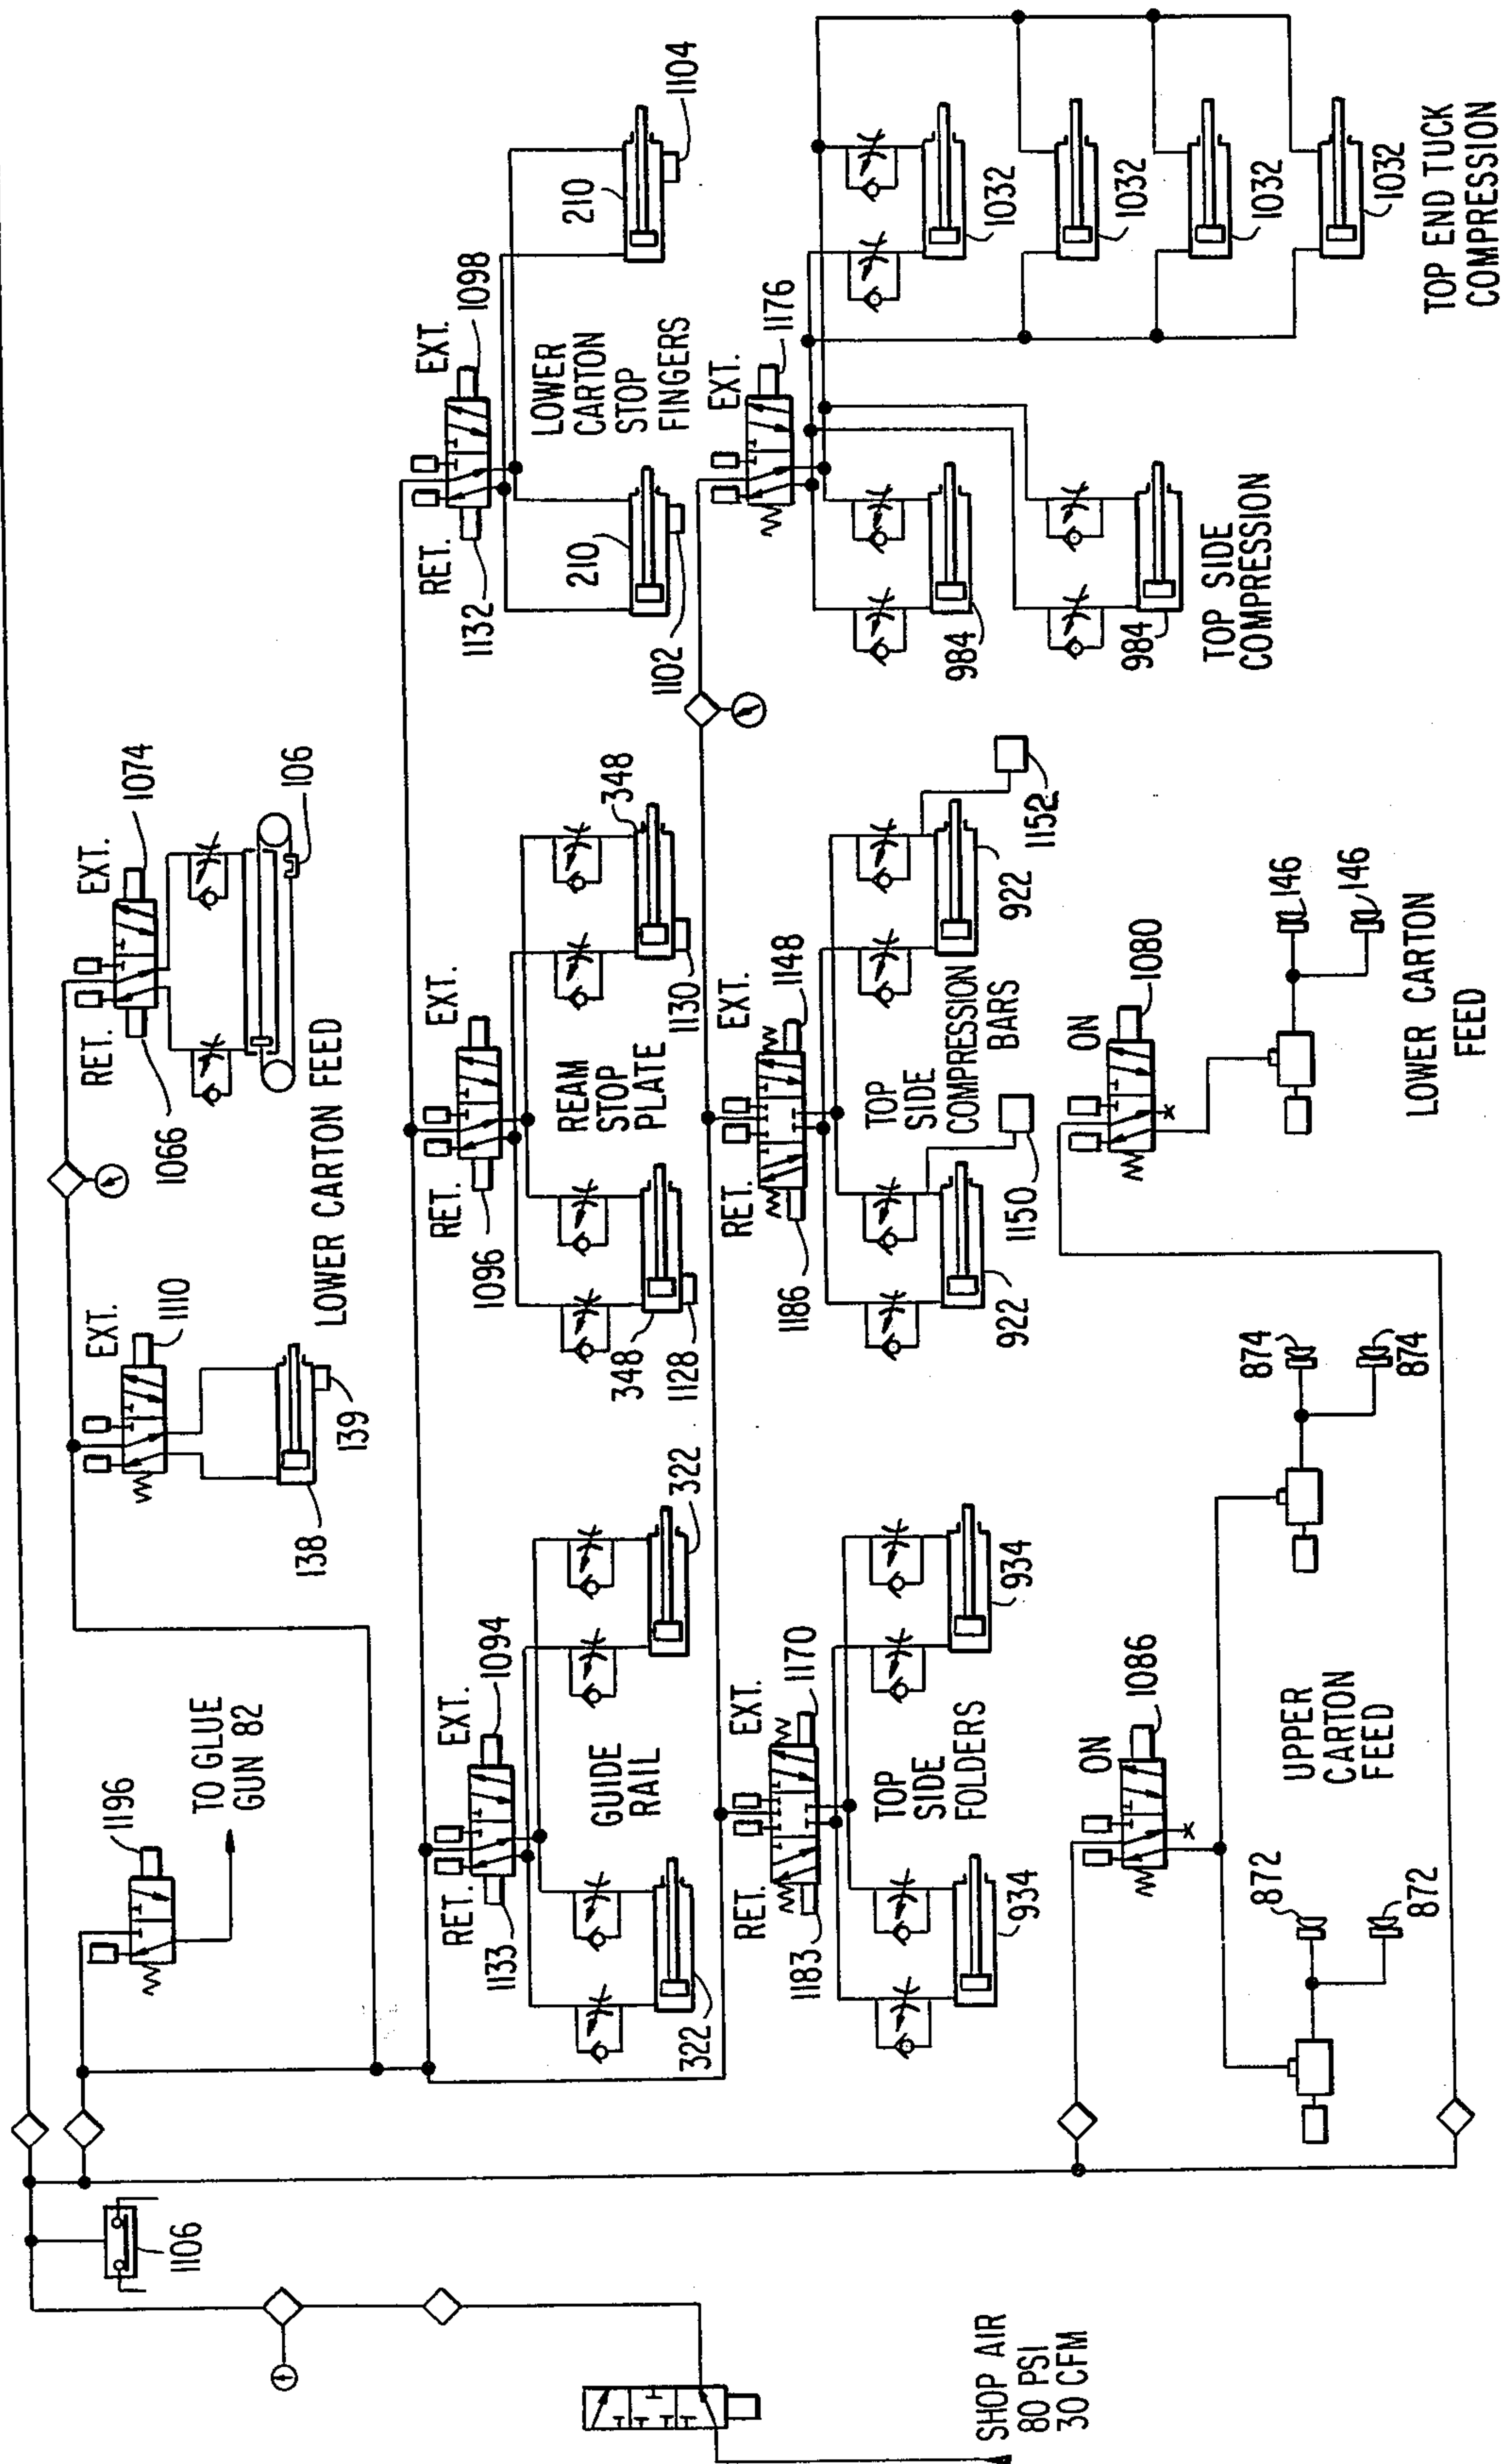 1106
SHOP AIR
80 PSI
30 CFM
1196
TO GLUE
GUN 82
EXT.
1110
138
139
RET.
EXT.
1074
1066
106
LOWER CARTON FEED
RET.
EXT.
1094
1133
GUIDE
RAIL
322
322
RET.
EXT.
1096
REAM
STOP
PLATE
348
348
1128
1130
RET.
EXT.
1098
1132
LOWER
CARTON
STOP
FINGERS
210
210
1102
1104
RET.
EXT.
1170
1183
TOP
SIDE
FOLDERS
934
934
RET.
EXT.
1148
1186
TOP
SIDE
COMPRESSION
BARS
922
922
1150
1152
EXT.
1176
984
984
TOP SIDE
COMPRESSION
1032
1032
1032
1032
TOP END TUCK
COMPRESSION
ON
1086
UPPER
CARTON
FEED
872
872
874
874
ON
1080
146
146
LOWER CARTON
FEED